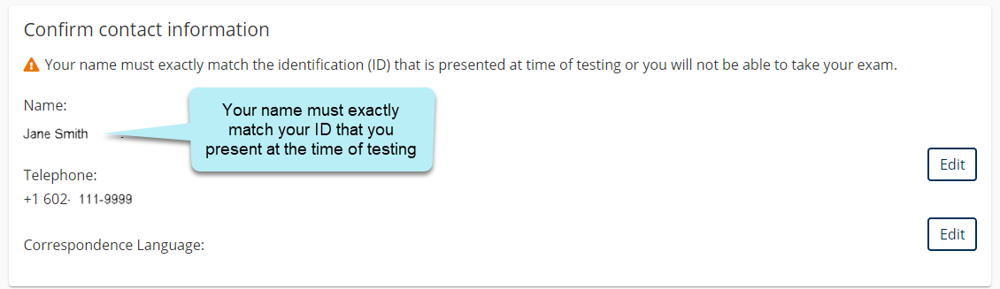 Confirm contact information
Your name must exactly match the identification (ID) that is presented at time of testing or you will not be able to take your exam.
Name:
Jane Smith
Your name must exactly
match your ID that you
present at the time of testing
Telephone:
Edit
+1 602- 111-9999
Correspondence Language:
Edit